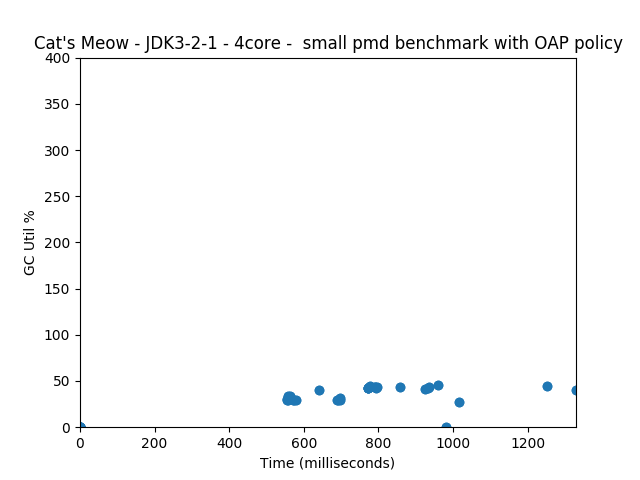 Cat's Meow - JDK3-2-1 - 4core -  small pmd benchmark with OAP policy
400
350
300
250
200
150
100
50
0
GC Util %
0 200 400 600 800 1000 1200
Time (milliseconds)